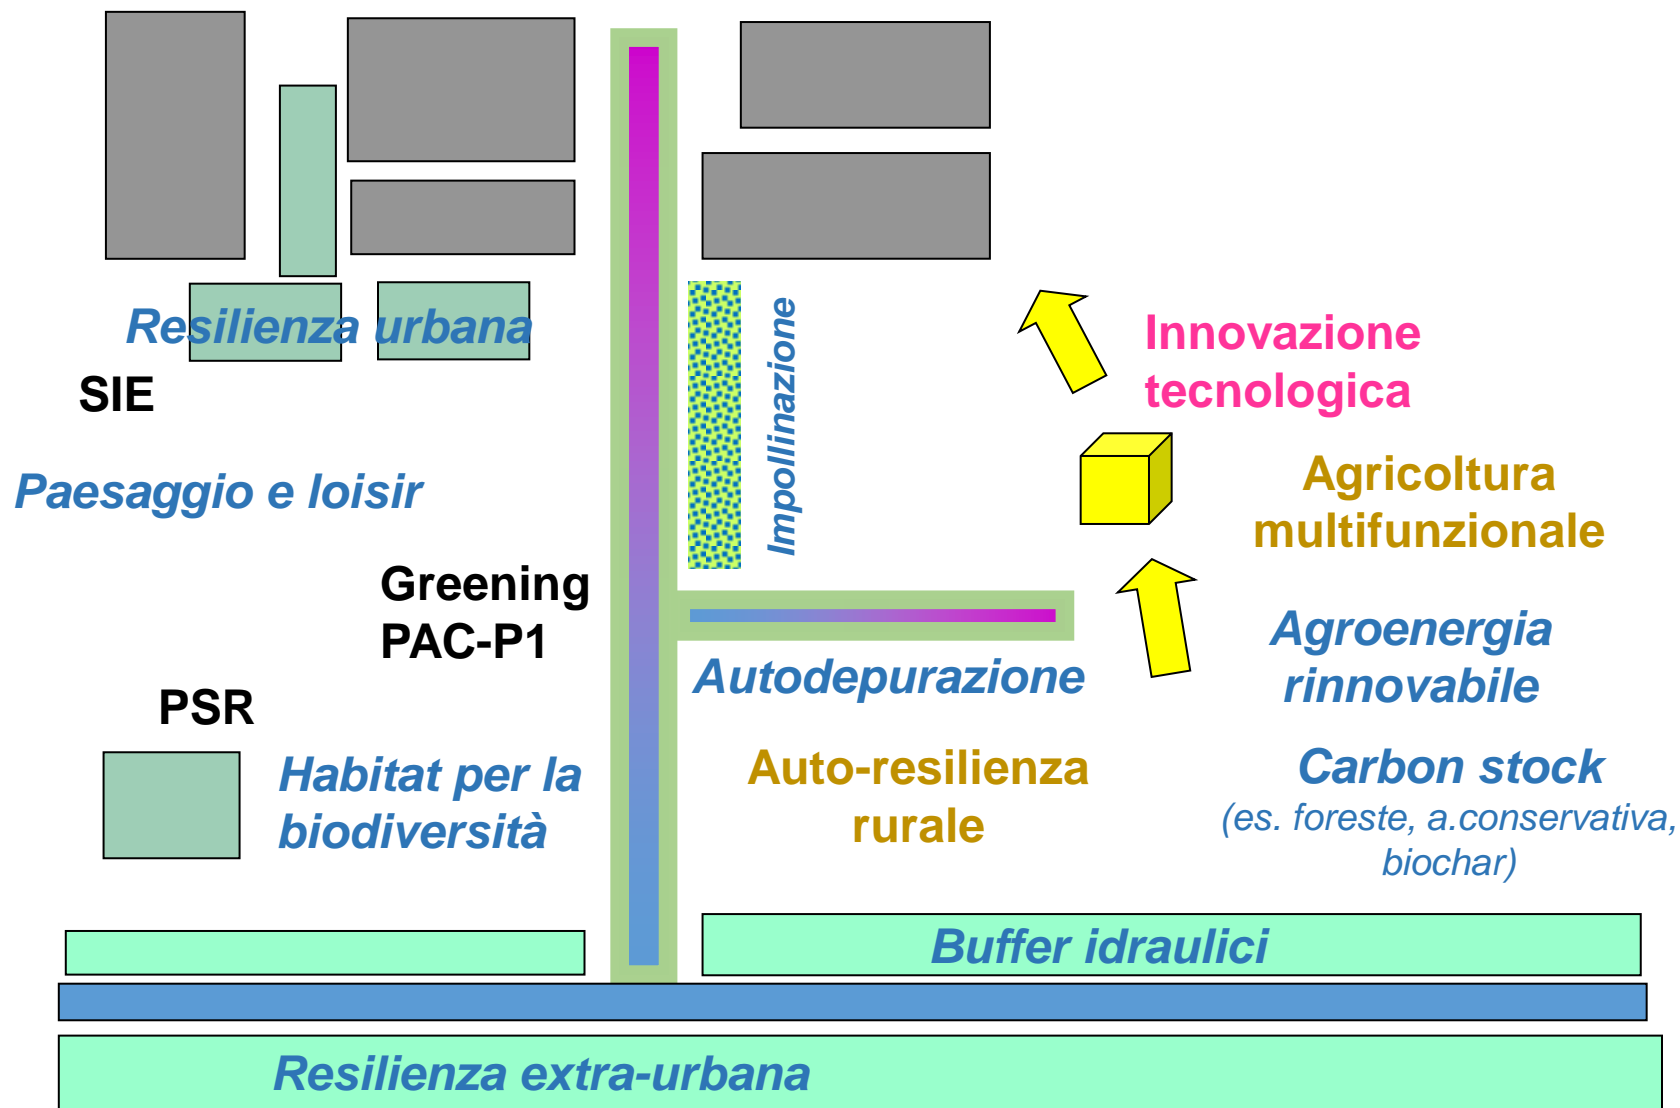 Resilienza urbana
SIE
Paesaggio e loisir
Greening
PAC-P1
PSR
Habitat per la
biodiversità
Impollinazione
Innovazione
tecnologica
Agricoltura
multifunzionale
Autodepurazione
Agroenergia
rinnovabile
Auto-resilienza
rurale
Carbon stock
(es. foreste, a.conservativa,
biochar)
Buffer idraulici
Resilienza extra-urbana